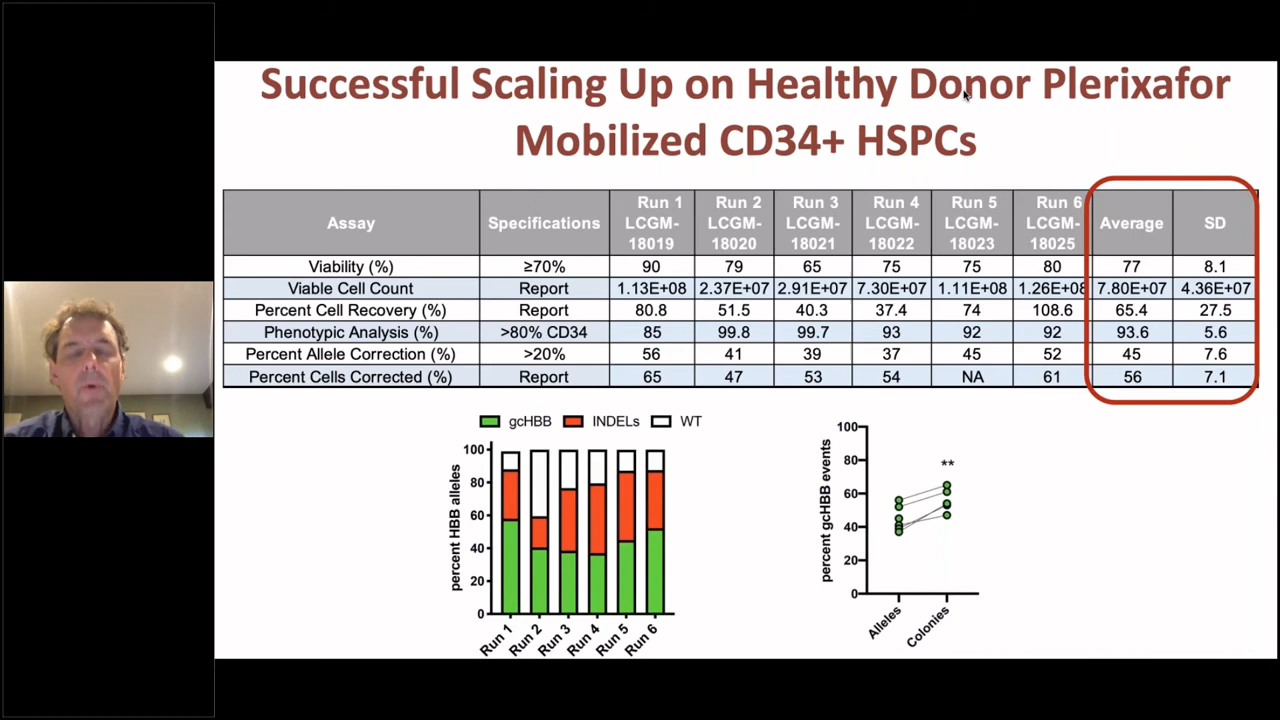 Successful Scaling Up on Healthy Donor Plerixafor
Mobilized CD34+ HSPCs
Assay Specifications Run 1 LCGM-18019 Run 2 LCGM-18020 Run 3 LCGM-18021 Run 4 LCGM-18022 Run 5 LCGM-18023 Run 6 LCGM-18025 Average SD
Viability (%) ≥70% 90 79 65 75 75 80 77 8.1
Viable Cell Count Report 1.13E+08 2.37E+07 2.91E+07 7.30E+07 1.11E+08 1.26E+08 7.80E+07 4.36E+07
Percent Cell Recovery (%) Report 80.8 51.5 40.3 37.4 74 108.6 65.4 27.5
Phenotypic Analysis (%) >80% CD34 85 99.8 99.7 93 92 92 93.6 5.6
Percent Allele Correction (%) >20% 56 41 39 37 45 52 45 7.6
Percent Cells Corrected (%) Report 65 47 53 54 NA 61 56 7.1
gcHBB INDELs WT
percent HBB alleles
100
80
60
40
20
0
Run 1 Run 2 Run 3 Run 4 Run 5 Run 6
percent gcHBB events
100
80
60
40
20
0
**
Alleles Colonies